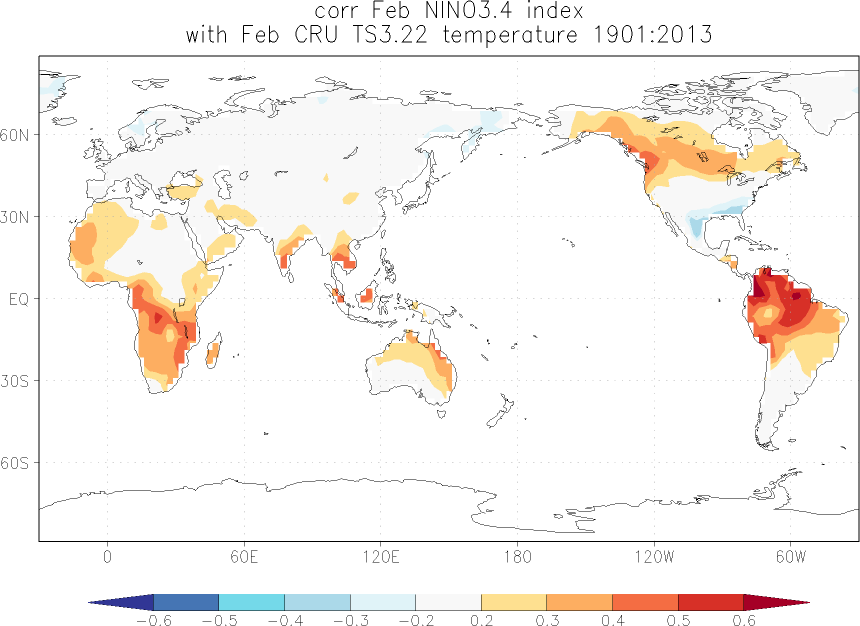 corr Feb NINO3.4 index
with Feb CRU TS3.22 temperature 1901:2013
60N
30N
EQ
30S
60S
0 60E 120E 180 120W 60W
−0.6 −0.5 −0.4 −0.3 −0.2 0.2 0.3 0.4 0.5 0.6